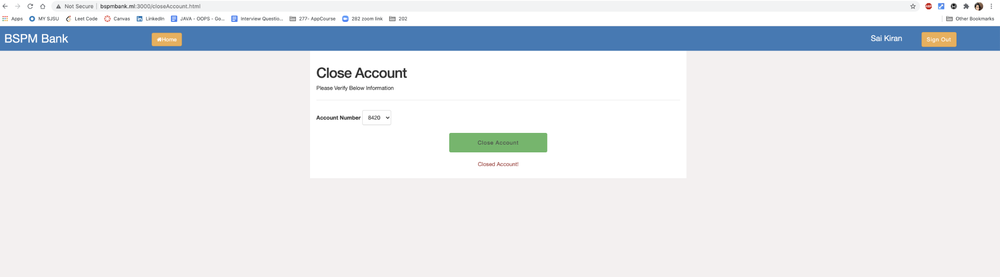 Not Secure | bspmbank.ml:3000/closeAccount.html ABP
Apps MY SJSU Leet Code Canvas LinkedIn JAVA - OOPS - Go... Interview Questio... 277- AppCourse 282 zoom link 202 Other Bookmarks
BSPM Bank Home Sai Kiran Sign Out
Close Account
Please Verify Below Information
Account Number 8420
Close Account
Closed Account!